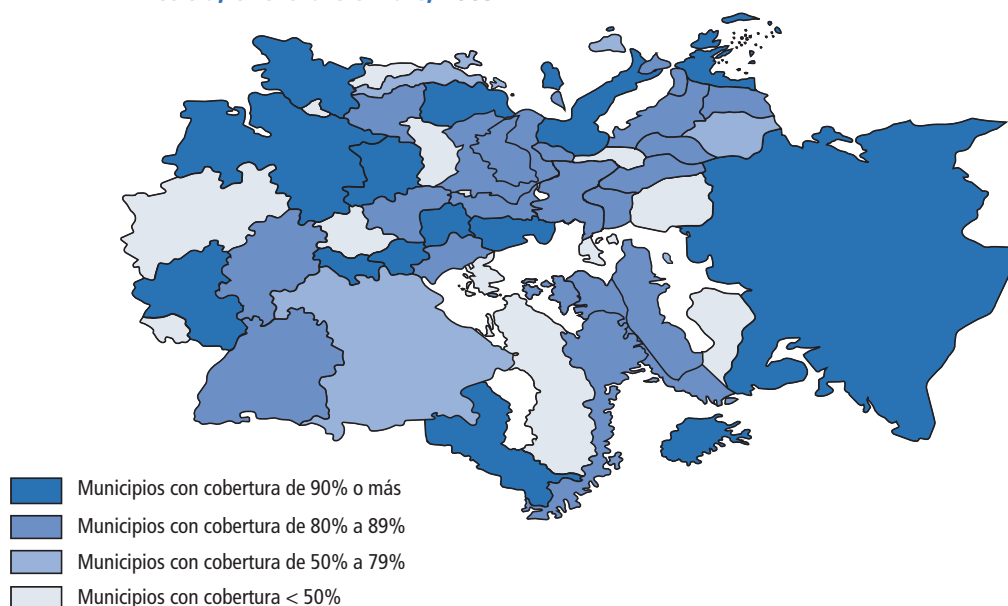 Municipios con cobertura de 90% o más
Municipios con cobertura de 80% a 89%
Municipios con cobertura de 50% a 79%
Municipios con cobertura < 50%